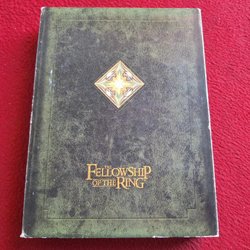 THE
FELLOWSHIP
OF THE RING